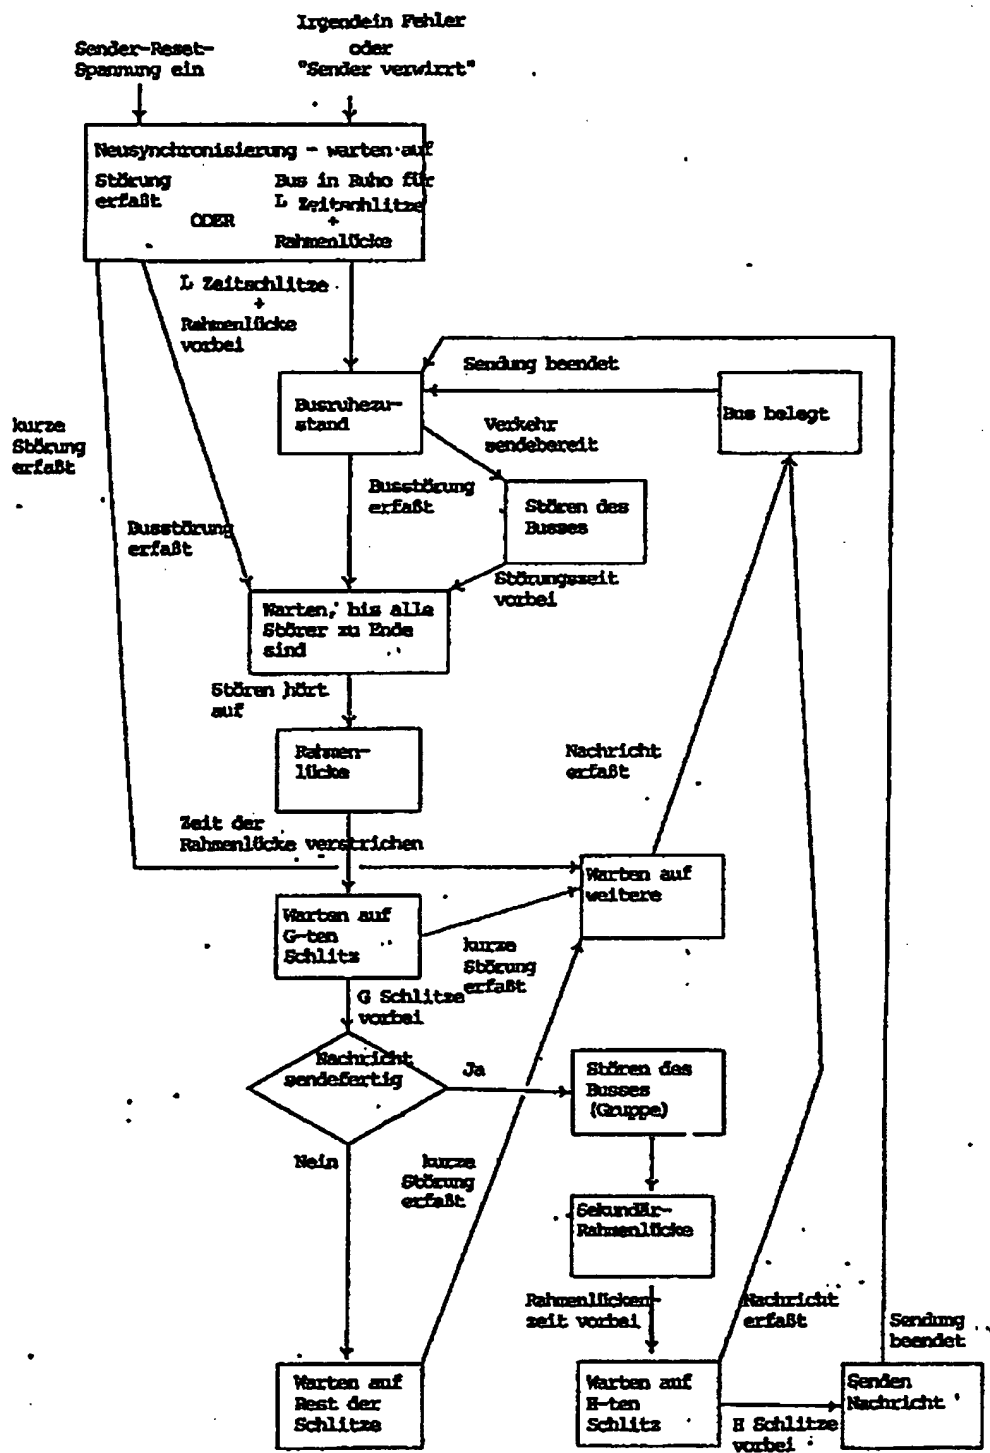 Irgendein Fehler
oder
"Sender verwirrt"
Sender-Reset-
Spannung ein
Neusynchronisierung - warten auf
Störung
erfaßt
ODER
Bus in Ruho für
L Zeitschlitze
+
Rahmenlücke
L Zeitschlitze
+
Rahmenlücke
vorbei
Sendung beendet
Busruhezu-
stand
Bus belegt
kurze
Störung
erfaßt
Verkehr
sendebereit
Busstörung
erfaßt
Stören des
Busses
Busstörung
erfaßt
Störungszeit
vorbei
Warten, bis alle
Störer zu Ende
sind
Stören hört
auf
Rahmen-
lücke
Nachricht
erfaßt
Zeit der
Rahmenlücke verstrichen
Warten auf
weitere
Warten auf
G-ten
Schlitz
kurze
Störung
erfaßt
G Schlitze
vorbei
Nachricht
sendefertig
Ja
Stören des
Busses
(Gruppe)
Nein
kurze
Störung
erfaßt
Sekundär-
Rahmenlücke
Rahmenlücken-
zeit vorbei
Nachricht
erfaßt
Sendung
beendet
Warten auf
Rest der
Schlitze
Warten auf
H-ten
Schlitz
H Schlitze
vorbei
Senden
Nachricht